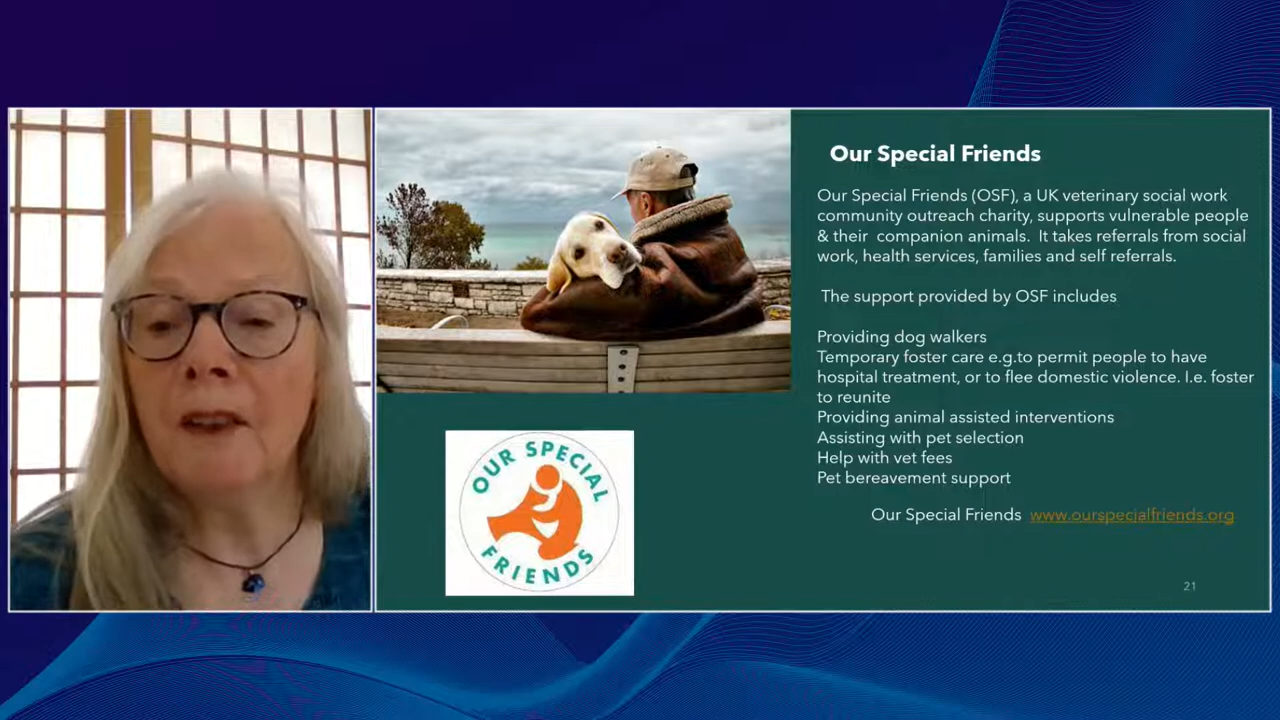 Our Special Friends
Our Special Friends (OSF), a UK veterinary social work
community outreach charity, supports vulnerable people
& their companion animals. It takes referrals from social
work, health services, families and self referrals.
The support provided by OSF includes
Providing dog walkers
Temporary foster care e.g.to permit people to have
hospital treatment, or to flee domestic violence. I.e. foster
to reunite
Providing animal assisted interventions
Assisting with pet selection
Help with vet fees
Pet bereavement support
Our Special Friends www.ourspecialfriends.org
OUR SPECIAL
FRIENDS
21